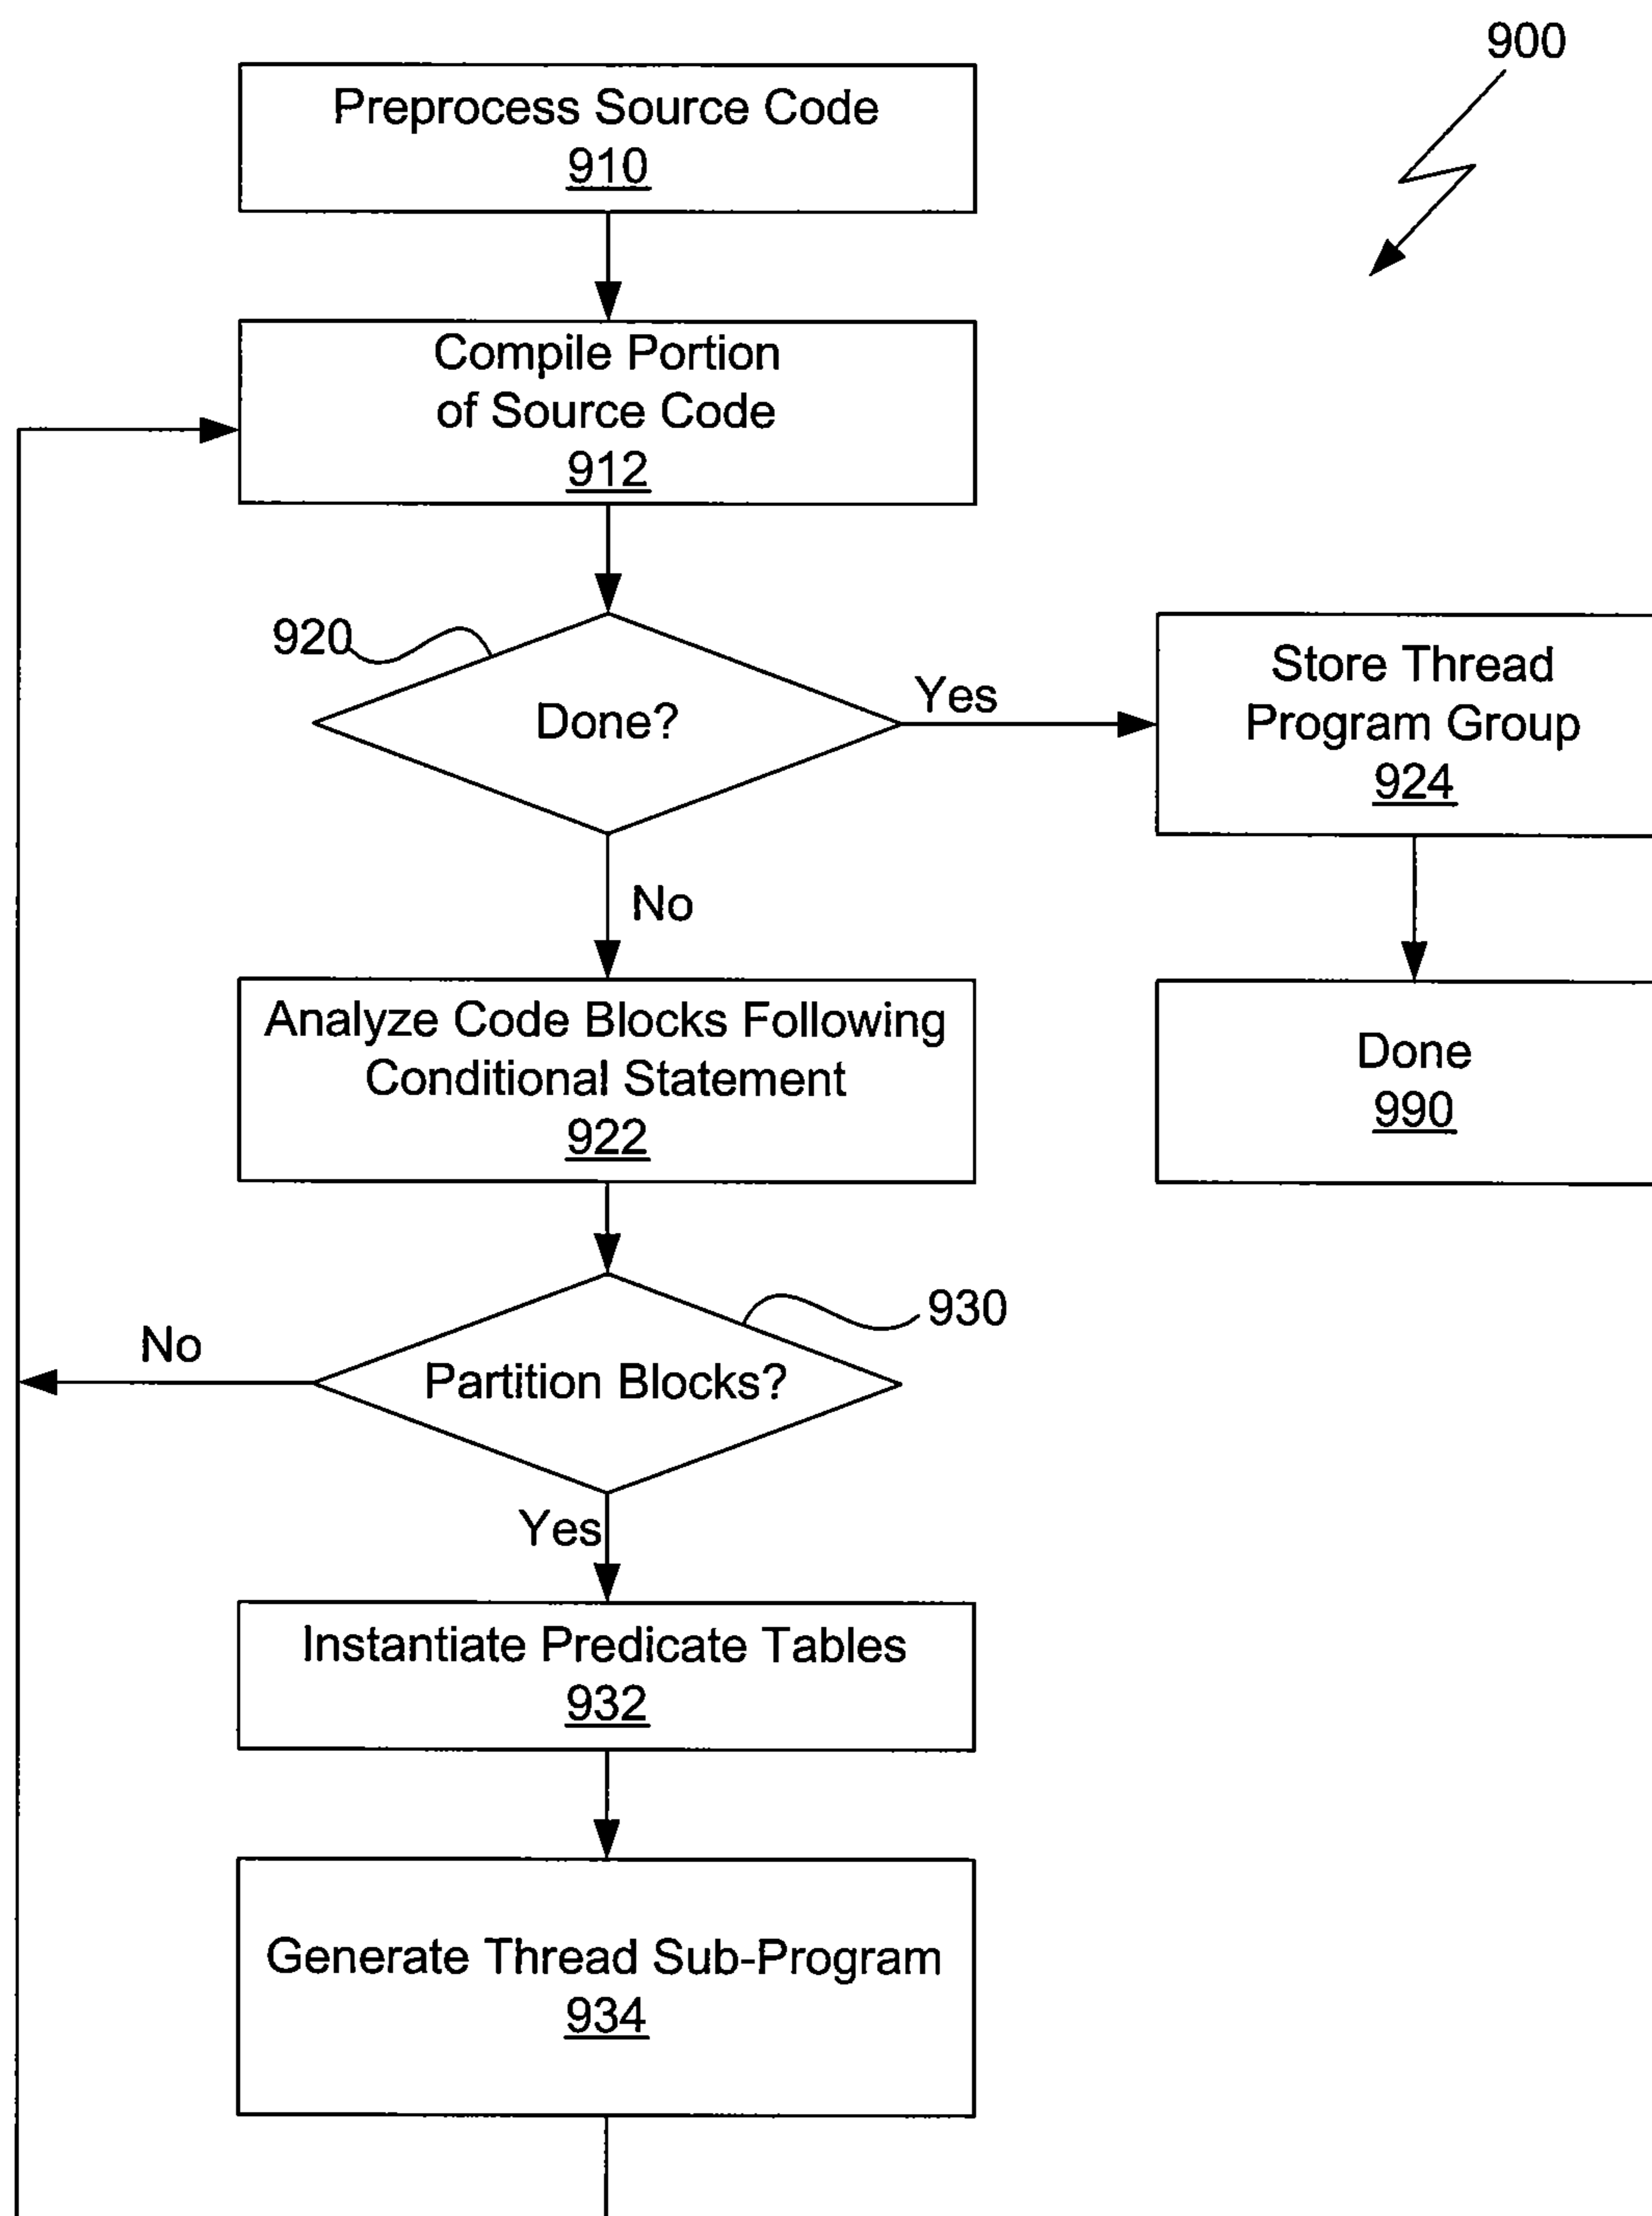 900
Preprocess Source Code
910
Compile Portion
of Source Code
912
920
Done?
Yes
Store Thread
Program Group
924
No
Analyze Code Blocks Following
Conditional Statement
922
Done
990
930
No
Partition Blocks?
Yes
Instantiate Predicate Tables
932
Generate Thread Sub-Program
934